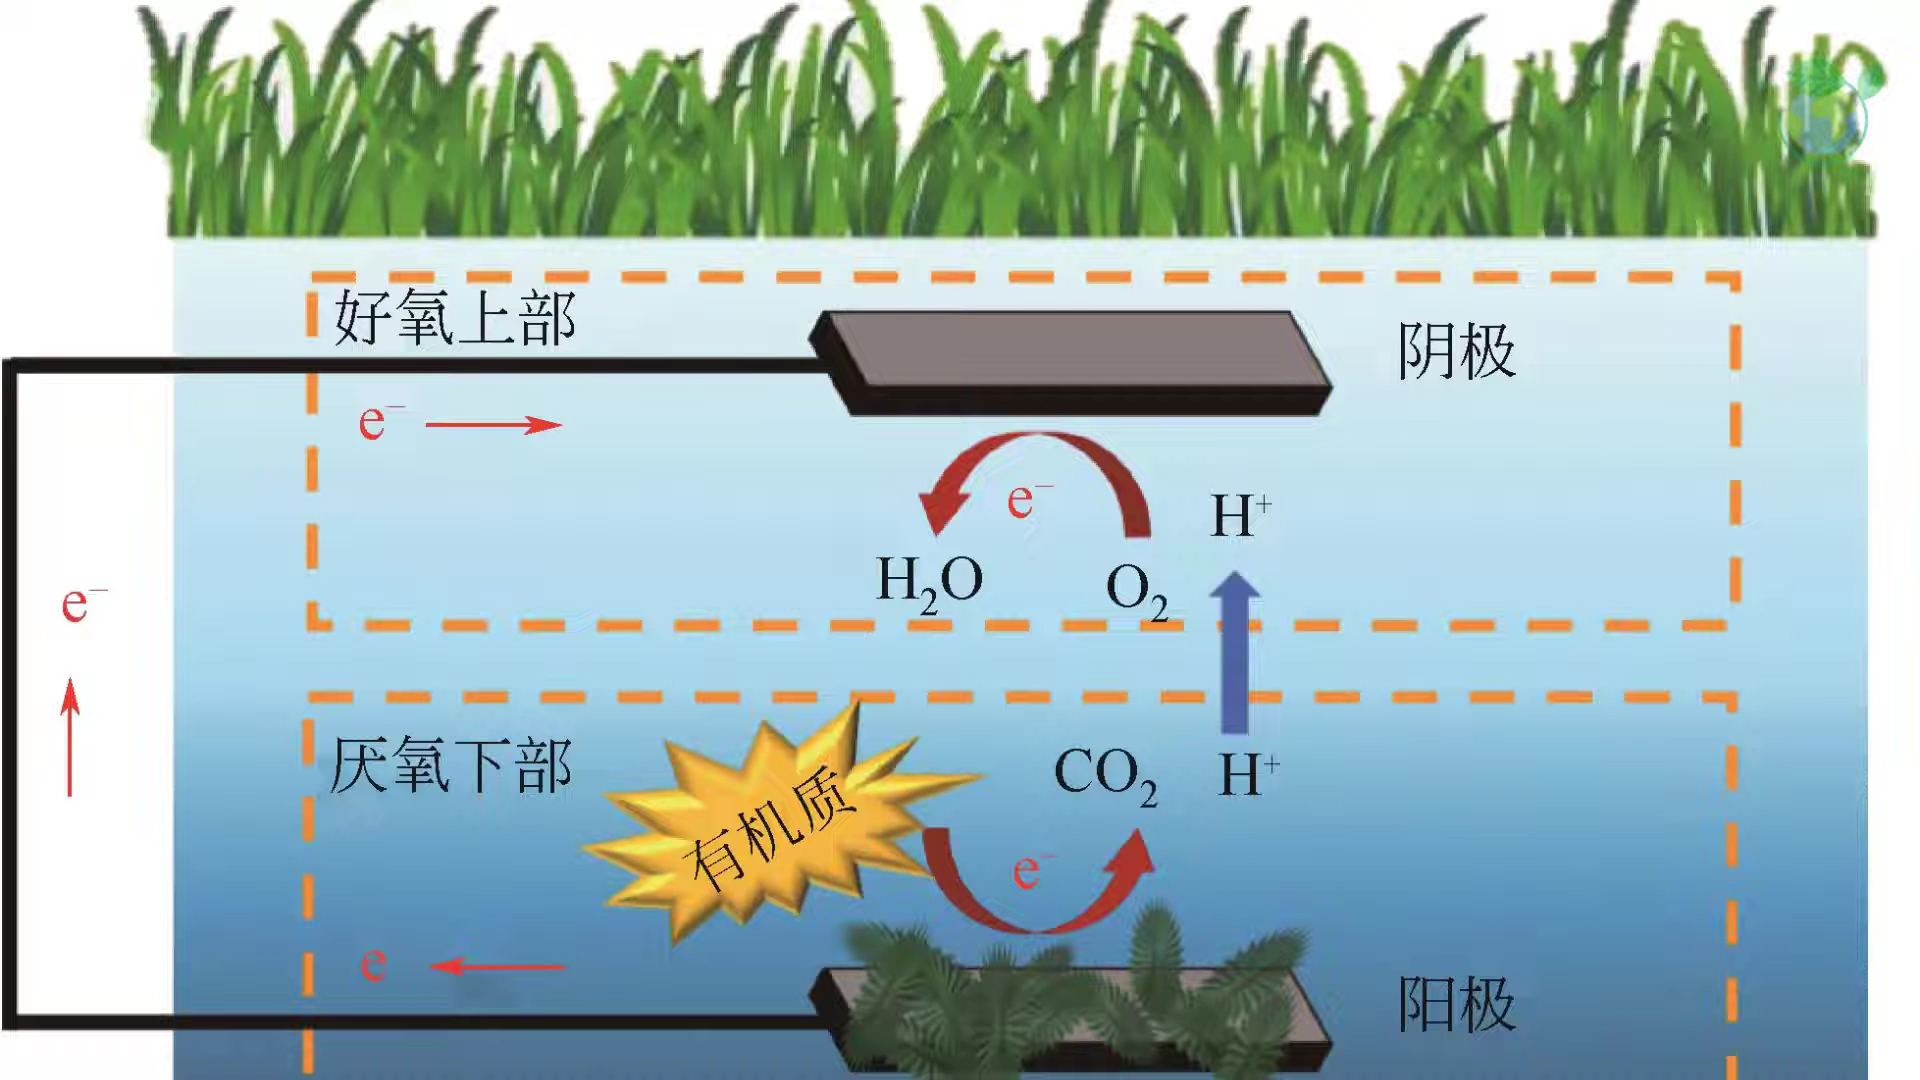 好氧上部
阴极
e⁻
e⁻
H⁺
H₂O
O₂
e⁻
厌氧下部
有机质
CO₂
H⁺
e⁻
e
阳极